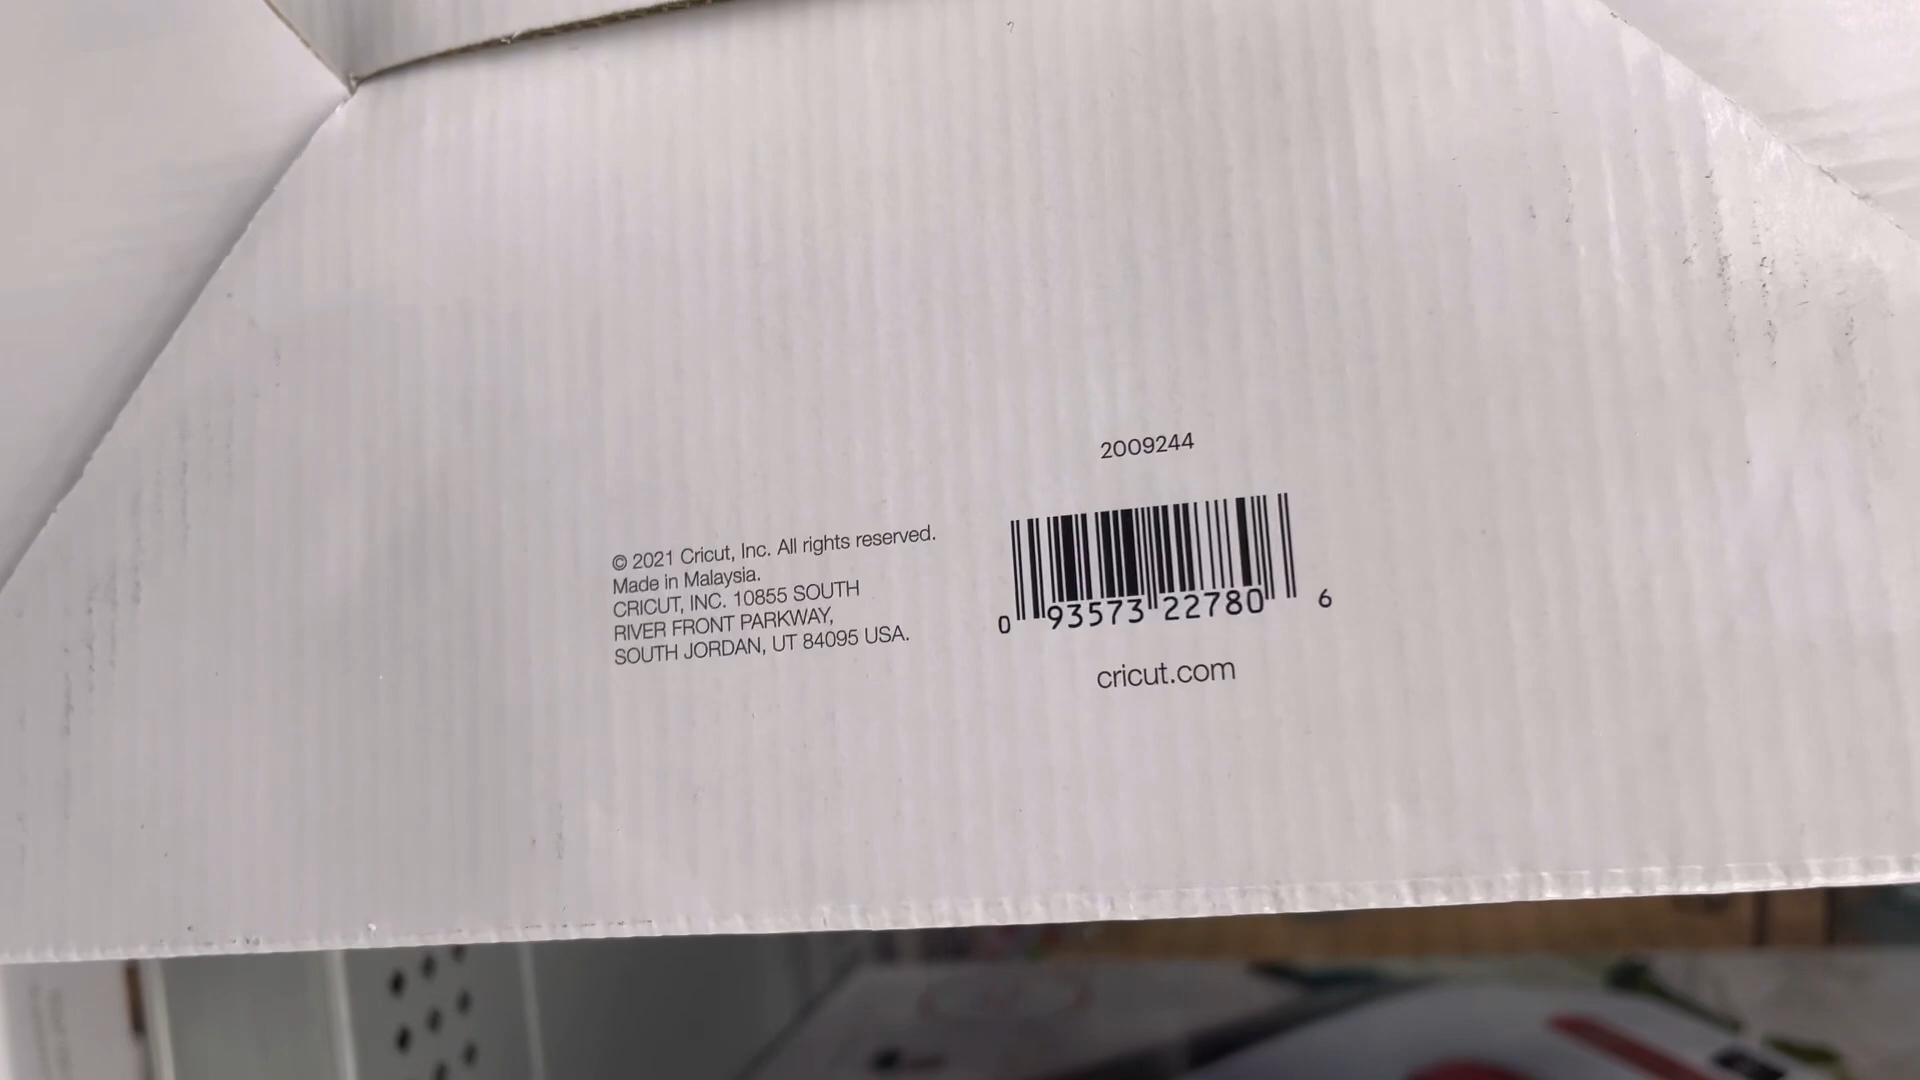 2009244
© 2021 Cricut, Inc. All rights reserved.
Made in Malaysia.
CRICUT, INC. 10855 SOUTH
RIVER FRONT PARKWAY,
SOUTH JORDAN, UT 84095 USA.
0 93573 22780 6
cricut.com